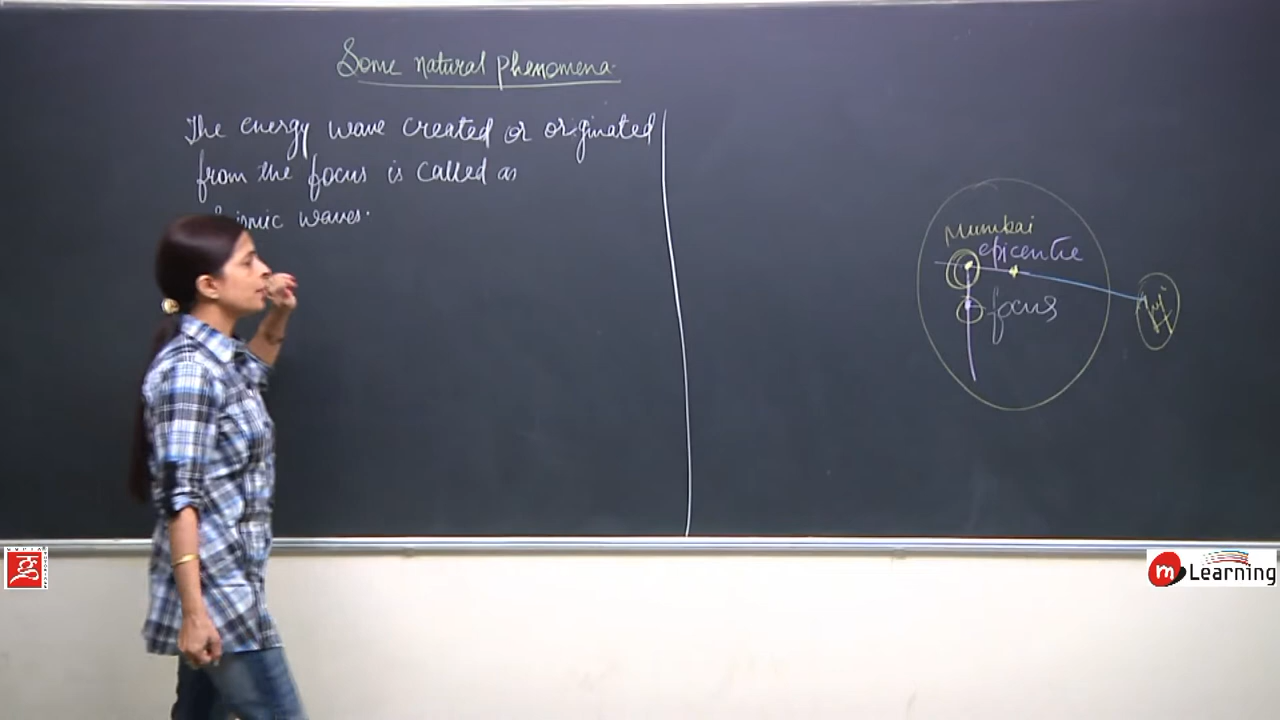 Some natural phenomena
The energy wave created or originated
from the focus is called as
waves.
Mumbai
epicentre
focus
m Learning